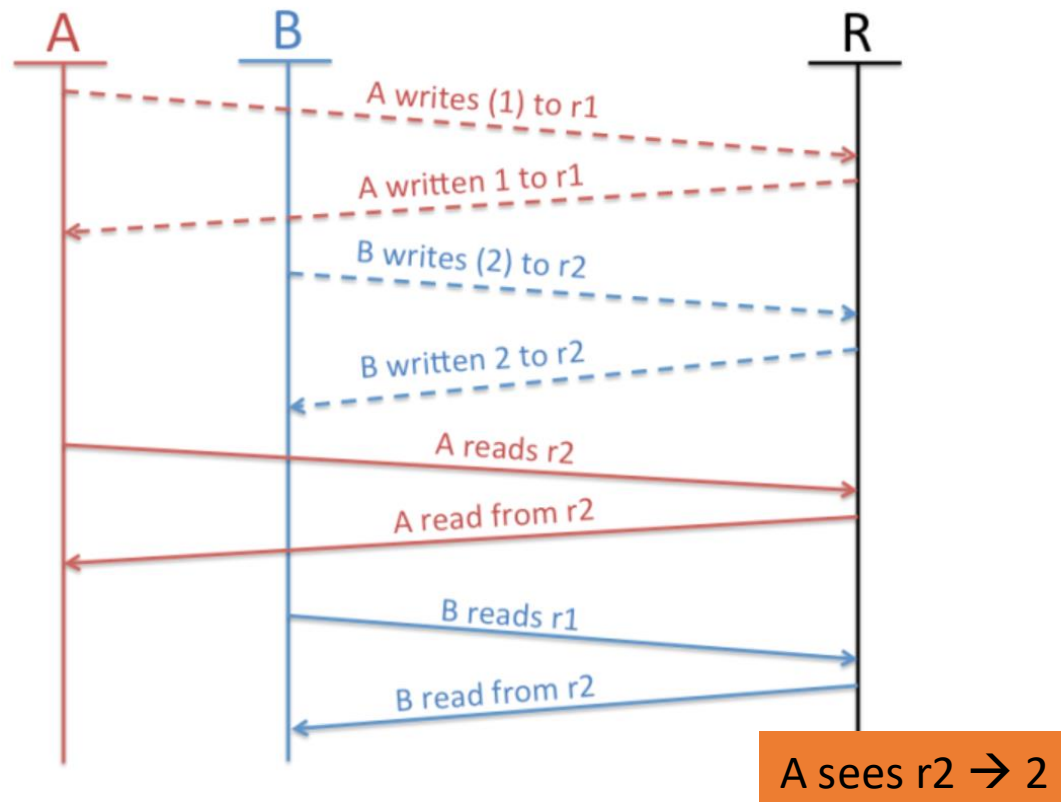 A
B
R
A writes (1) to r1
A written 1 to r1
B writes (2) to r2
B written 2 to r2
A reads r2
A read from r2
B reads r1
B read from r2
A sees r2 → 2